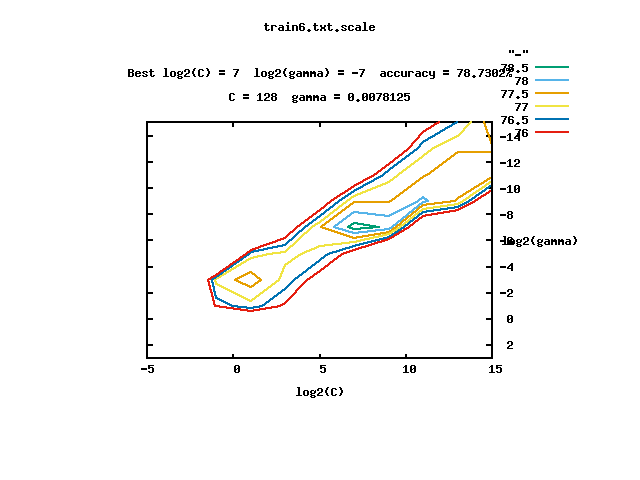 train6.txt.scale
"-"
Best log2(C) = 7 log2(gamma) = -7 accuracy = 78.7302%
C = 128 gamma = 0.0078125
78.5
78
77.5
77
76.5
76
-14
-12
-10
-8
-6
log2(gamma)
-4
-2
0
2
-5 0 5 10 15
log2(C)